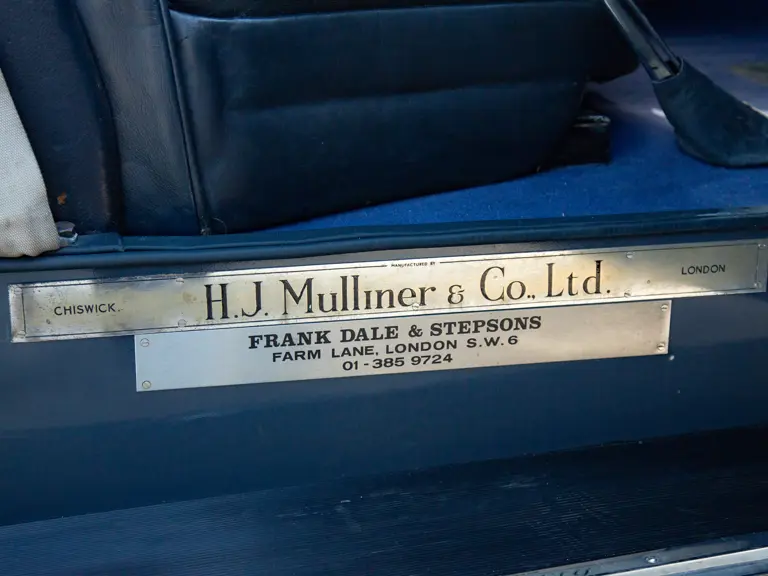 MANUFACTURED BY
CHISWICK. H.J. Mulliner & Co., Ltd. LONDON
FRANK DALE & STEPSONS
FARM LANE, LONDON S.W.6
01-385 9724